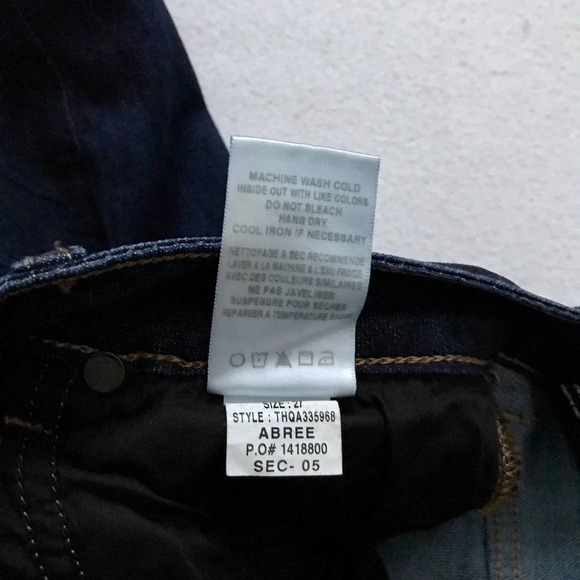 MACHINE WASH COLD
INSIDE OUT WITH LIKE COLORS
DO NOT BLEACH
HANG DRY
COOL IRON IF NECESSARY
NETTOYAGE A SEC RECOMMENDE
LAVER A LA MACHINE A L'EAU FROIDE
AVEC DES COULEURS SIMILAIRES
NE PAS JAVELISER
SUSPENDRE POUR SECHER
REPASSER A TEMPERATURE BASSE
SIZE : 27
STYLE : THQA335968
ABREE
P.O# 1418800
SEC- 05